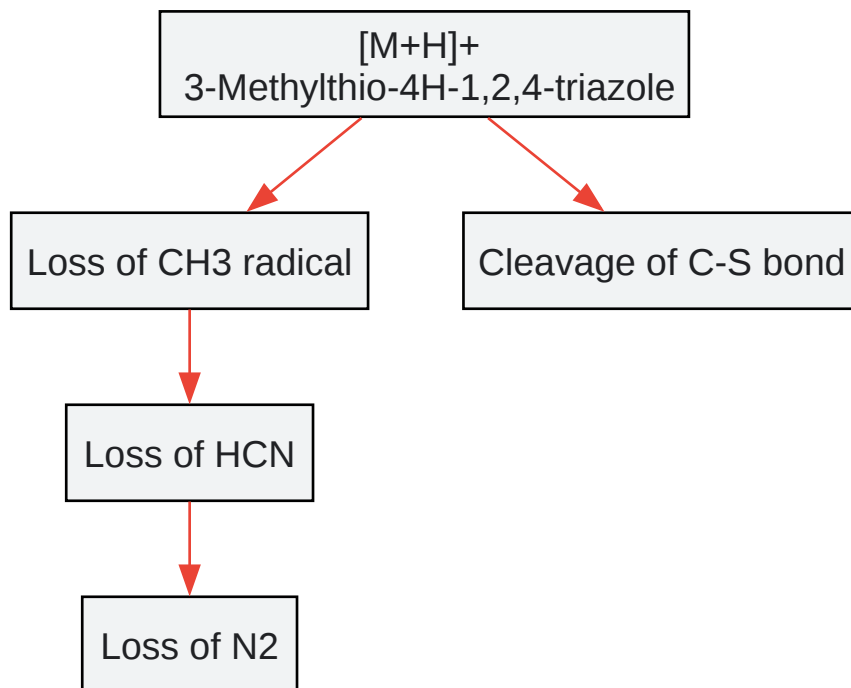 [M+H]+
3-Methylthio-4H-1,2,4-triazole
Loss of CH3 radical
Cleavage of C-S bond
Loss of HCN
Loss of N2